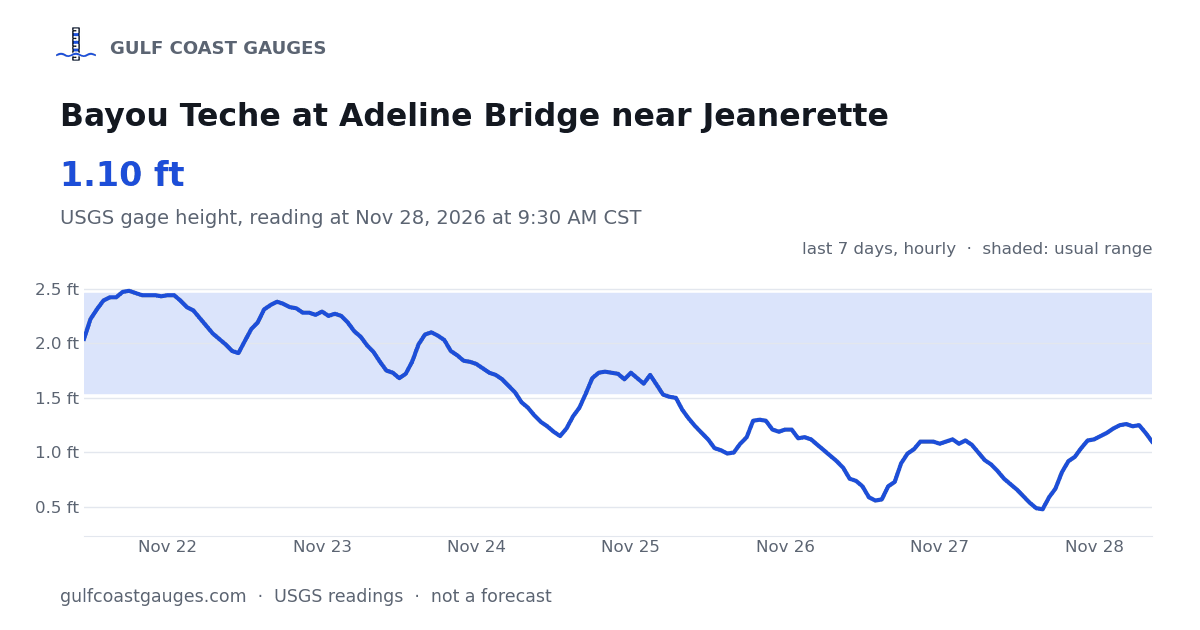 GULF COAST GAUGES
Bayou Teche at Adeline Bridge near Jeanerette
1.10 ft
USGS gage height, reading at Nov 28, 2026 at 9:30 AM CST
last 7 days, hourly · shaded: usual range
2.5 ft
2.0 ft
1.5 ft
1.0 ft
0.5 ft
Nov 22 Nov 23 Nov 24 Nov 25 Nov 26 Nov 27 Nov 28
gulfcoastgauges.com · USGS readings · not a forecast